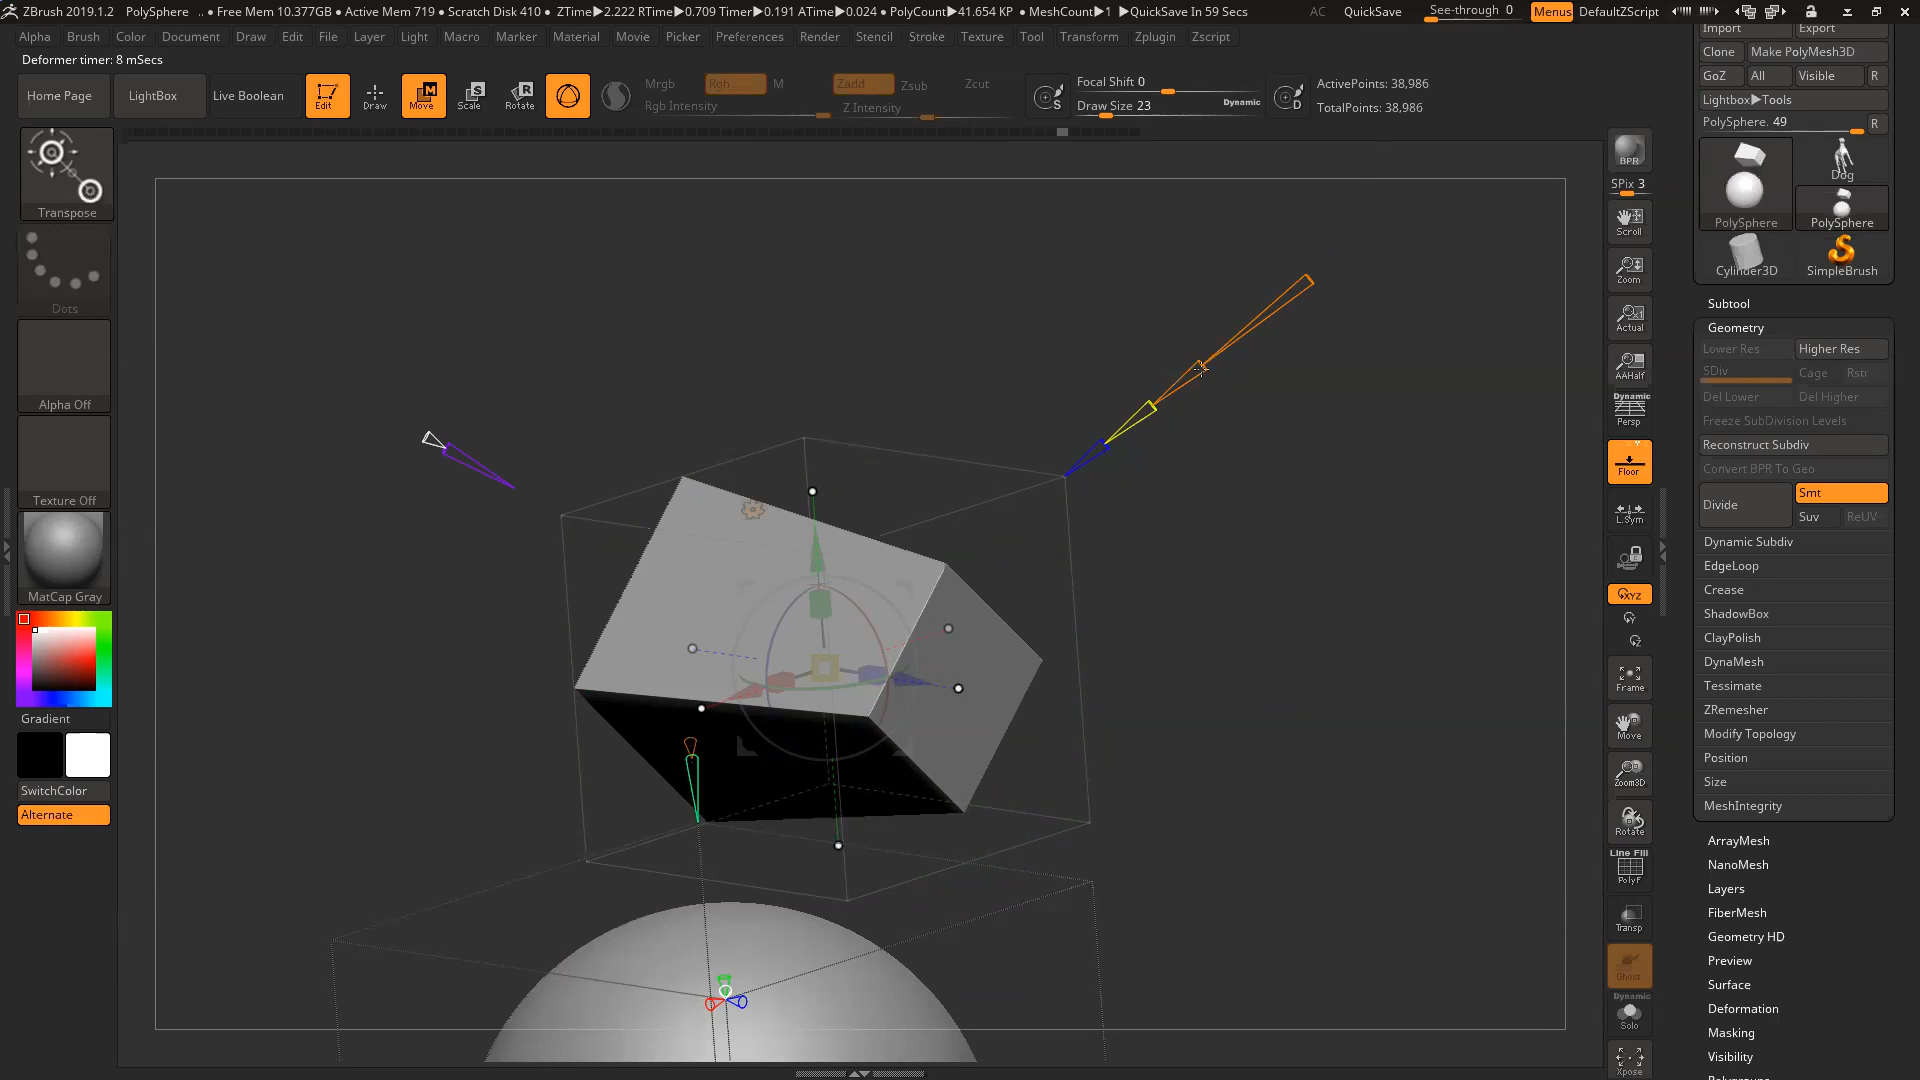 ZBrush 2019.1.2 PolySphere .. • Free Mem 10.377GB • Active Mem 719 • Scratch Disk 410 • ZTime▶2.222 RTime▶0.709 Timer▶0.191 ATime▶0.024 • PolyCount▶41.654 KP • MeshCount▶1 ▶QuickSave In 59 Secs AC QuickSave See-through 0 Menus DefaultZScript
Alpha Brush Color Document Draw Edit File Layer Light Macro Marker Material Movie Picker Preferences Render Stencil Stroke Texture Tool Transform Zplugin Zscript
Deformer timer: 8 mSecs
Home Page LightBox Live Boolean Edit Draw Move Scale Rotate
Mrgb Rgb M Zadd Zsub Zcut
Rgb Intensity Z Intensity
S
Focal Shift 0
Draw Size 23 Dynamic
D
ActivePoints: 38,986
TotalPoints: 38,986
Transpose
Dots
Alpha Off
Texture Off
MatCap Gray
Gradient
SwitchColor
Alternate
BPR
SPix 3
Scroll
Zoom
Actual
AAHalf
Dynamic
Persp
Floor
L.Sym
XYZ
Y
Z
Frame
Move
Zoom3D
Rotate
Line Fill
PolyF
Transp
Ghost
Dynamic
Solo
Xpose
Import Export
Clone Make PolyMesh3D
GoZ All Visible R
Lightbox▶Tools
PolySphere. 49 R
PolySphere
Dog
PolySphere
Cylinder3D SimpleBrush
Subtool
Geometry
Lower Res Higher Res
SDiv Cage Rstr
Del Lower Del Higher
Freeze SubDivision Levels
Reconstruct Subdiv
Convert BPR To Geo
Divide Smt
Suv ReUV
Dynamic Subdiv
EdgeLoop
Crease
ShadowBox
ClayPolish
DynaMesh
Tessimate
ZRemesher
Modify Topology
Position
Size
MeshIntegrity
ArrayMesh
NanoMesh
Layers
FiberMesh
Geometry HD
Preview
Surface
Deformation
Masking
Visibility